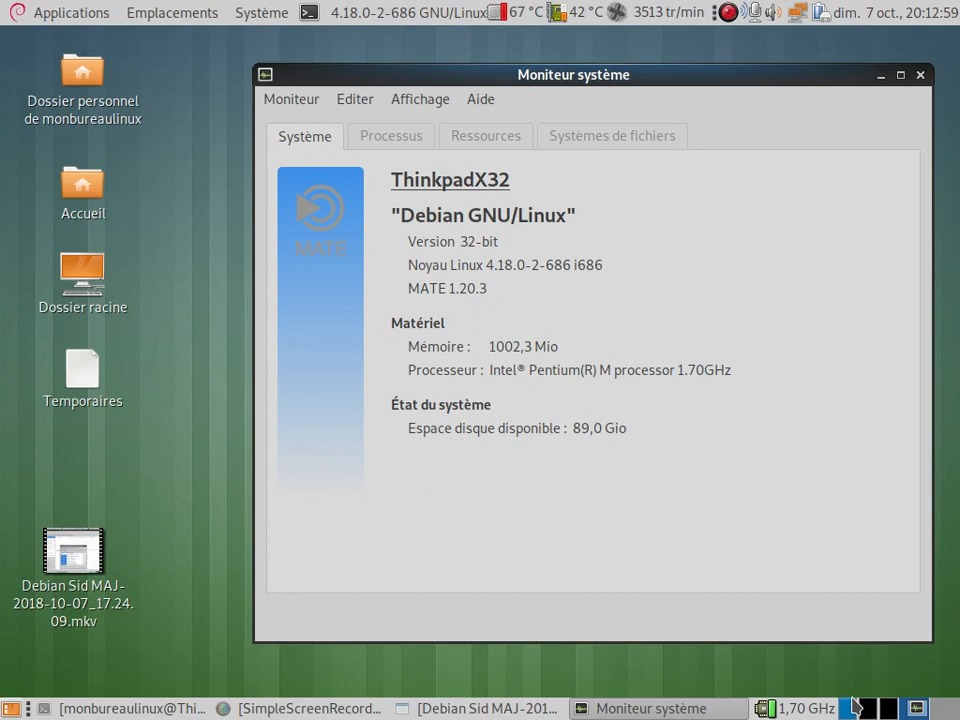 Applications Emplacements Système 4.18.0-2-686 GNU/Linux 67 °C 42 °C 3513 tr/min dim. 7 oct., 20:12:59
Dossier personnel
de monbureaulinux
Accueil
Dossier racine
Temporaires
Debian Sid MAJ-
2018-10-07_17.24.
09.mkv
Moniteur système
Moniteur Editer Affichage Aide
Système Processus Ressources Systèmes de fichiers
MATE
ThinkpadX32
"Debian GNU/Linux"
Version 32-bit
Noyau Linux 4.18.0-2-686 i686
MATE 1.20.3
Matériel
Mémoire : 1002,3 Mio
Processeur : Intel® Pentium(R) M processor 1.70GHz
État du système
Espace disque disponible : 89,0 Gio
[monbureaulinux@Thi... [SimpleScreenRecord... [Debian Sid MAJ-201... Moniteur système 1,70 GHz